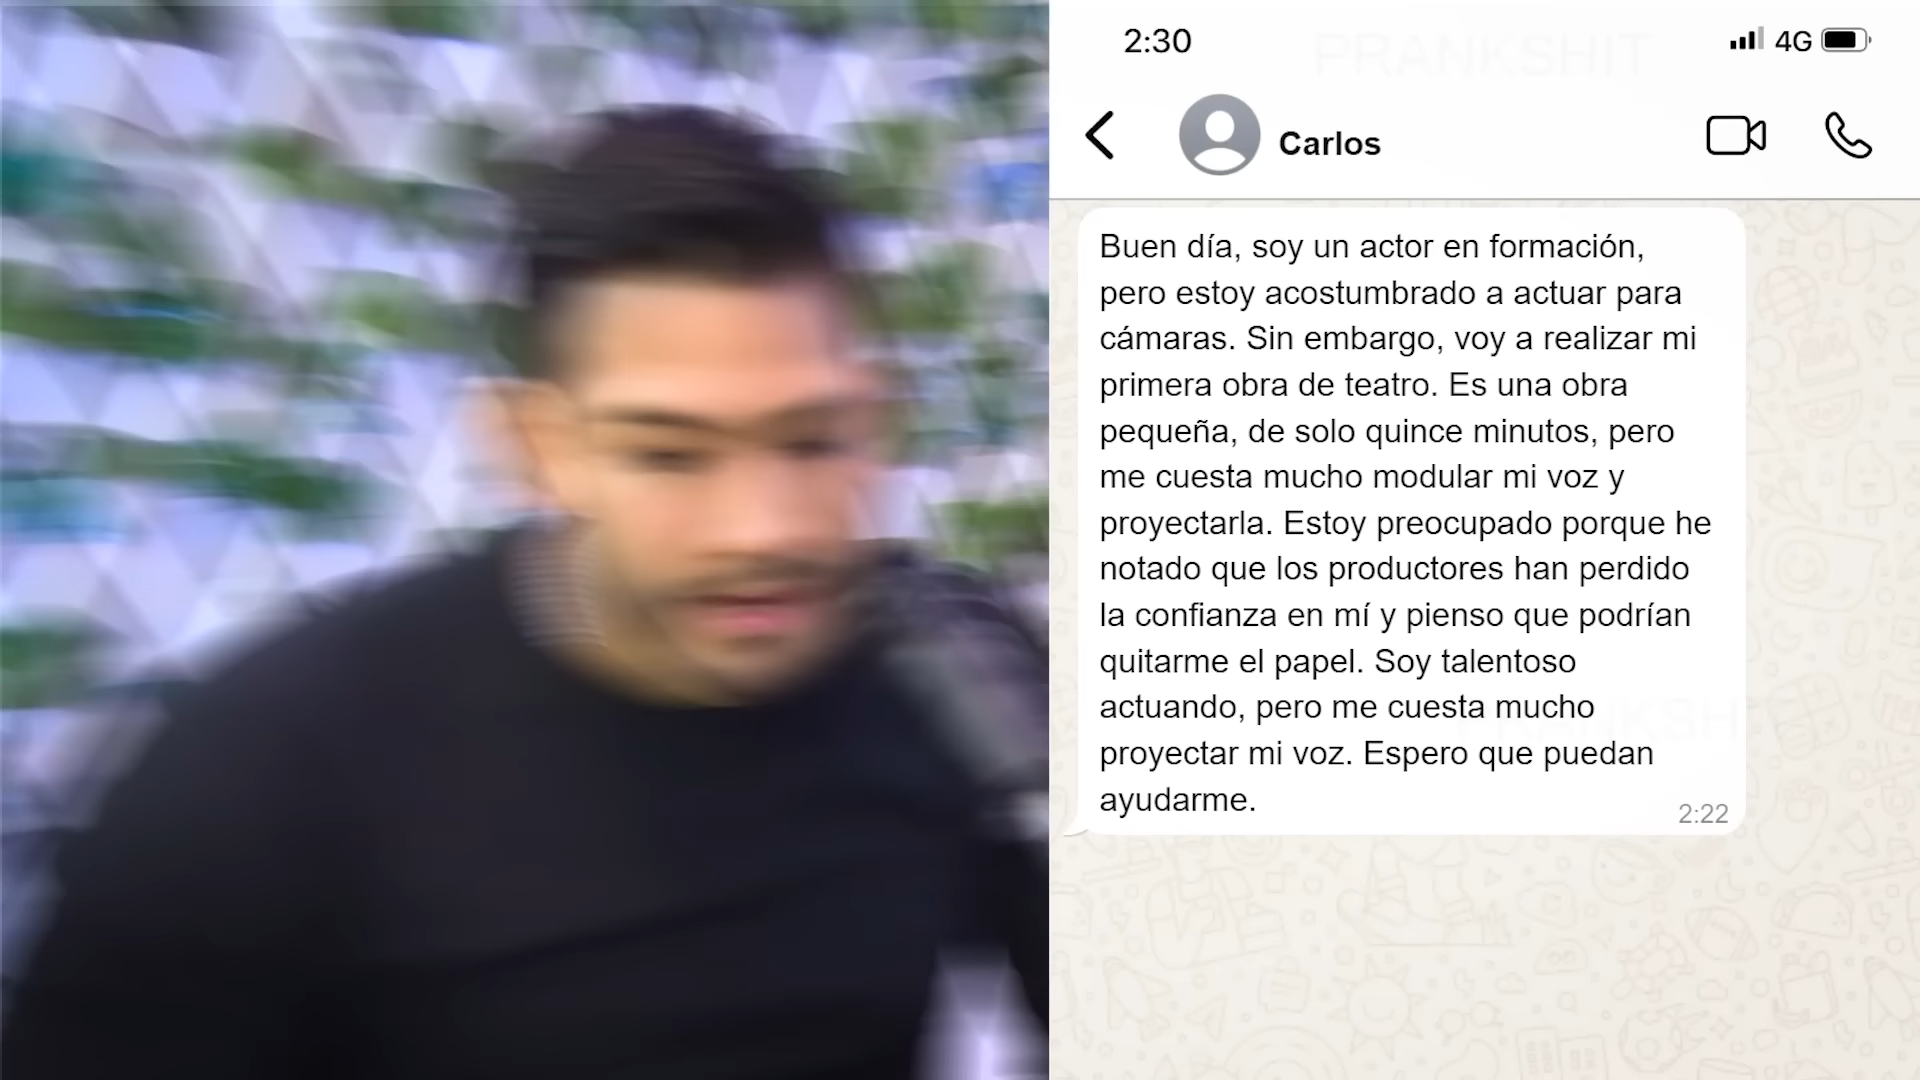 2:30
4G
PRANKSHIT
Carlos
Buen día, soy un actor en formación,
pero estoy acostumbrado a actuar para
cámaras. Sin embargo, voy a realizar mi
primera obra de teatro. Es una obra
pequeña, de solo quince minutos, pero
me cuesta mucho modular mi voz y
proyectarla. Estoy preocupado porque he
notado que los productores han perdido
la confianza en mí y pienso que podrían
quitarme el papel. Soy talentoso
actuando, pero me cuesta mucho
proyectar mi voz. Espero que puedan
ayudarme.
2:22